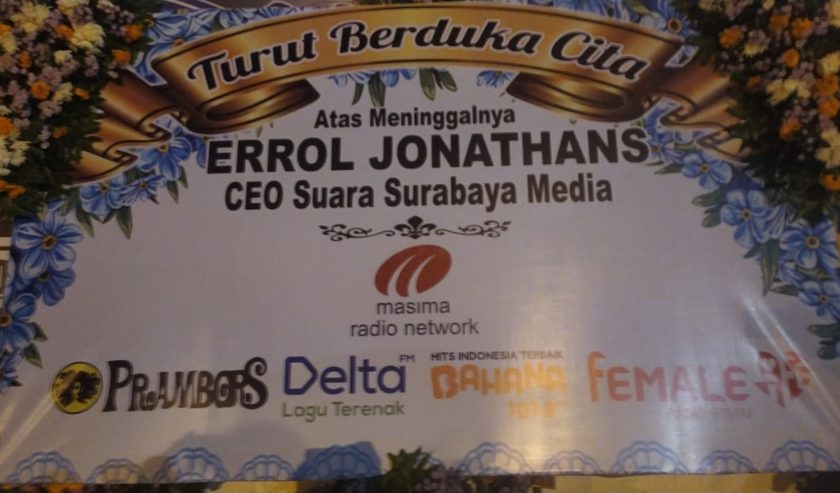 Turut Berduka Cita
Atas Meninggalnya
ERROL JONATHANS
CEO Suara Surabaya Media
masima
radio network
PRAMBORS
Delta FM
Lagu Terenak
HITS INDONESIA TERBAIK
BAHANA
FEMALE